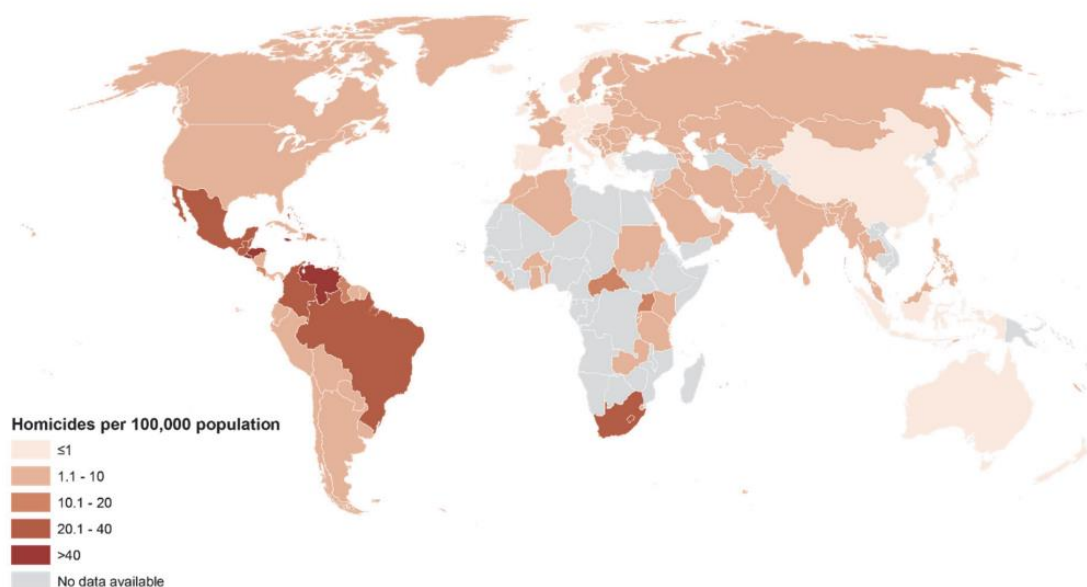 Homicides per 100,000 population
≤1
1.1 - 10
10.1 - 20
20.1 - 40
>40
No data available